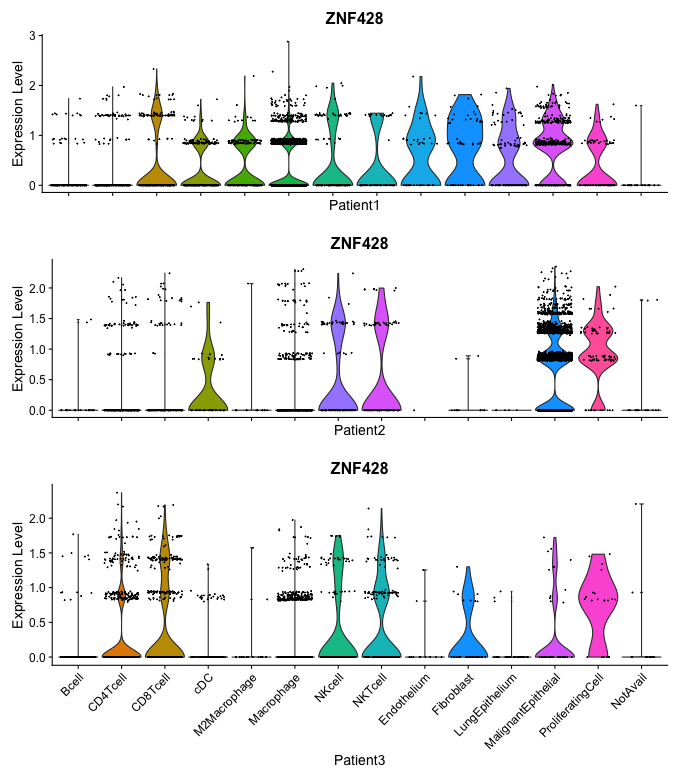 ZNF428
Expression Level
3
2
1
0
Patient1
ZNF428
Expression Level
2.0
1.5
1.0
0.5
0.0
Patient2
ZNF428
Expression Level
2.0
1.5
1.0
0.5
0.0
Bcell
CD4Tcell
CD8Tcell
cDC
M2Macrophage
Macrophage
NKcell
NKTcell
Endothelium
Fibroblast
LungEpithelium
MalignantEpithelial
ProliferatingCell
NotAvail
Patient3